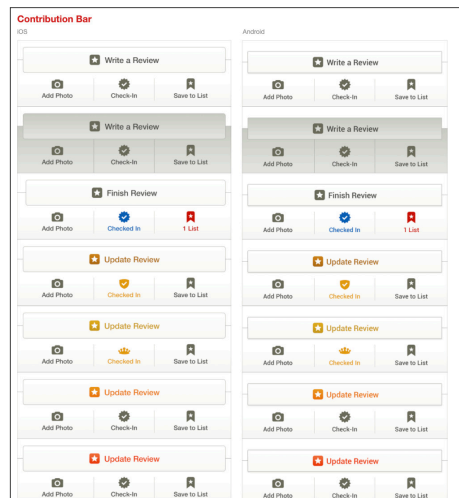 Contribution Bar
iOS Android
Write a Review Write a Review
Add Photo Check-In Save to List Add Photo Check-In Save to List
Write a Review Write a Review
Add Photo Check-In Save to List Add Photo Check-In Save to List
Finish Review Finish Review
Add Photo Checked In 1 List Add Photo Checked In 1 List
Update Review Update Review
Add Photo Checked In Save to List Add Photo Checked In Save to List
Update Review Update Review
Add Photo Checked In Save to List Add Photo Checked In Save to List
Update Review Update Review
Add Photo Check-In Save to List Add Photo Check-In Save to List
Update Review Update Review
Add Photo Check-In Save to List Add Photo Check-In Save to List